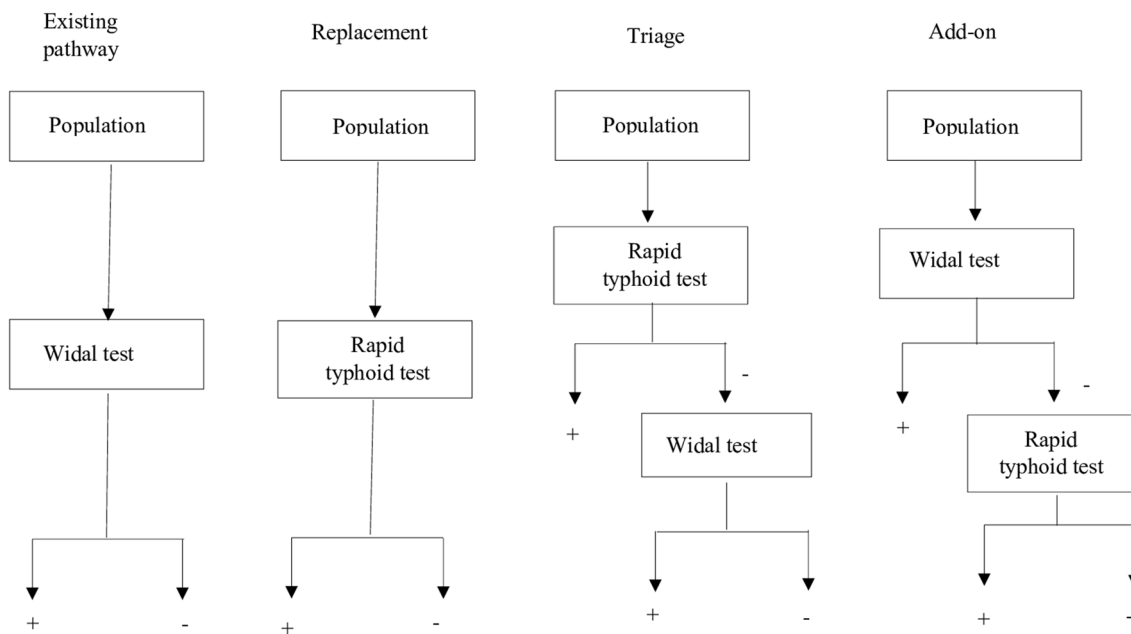 Existing
pathway
Population
Widal test
+ -
Replacement
Population
Rapid
typhoid test
+ -
Triage
Population
Rapid
typhoid test
-
+
Widal test
+ -
Add-on
Population
Widal test
-
+
Rapid
typhoid test
+ -